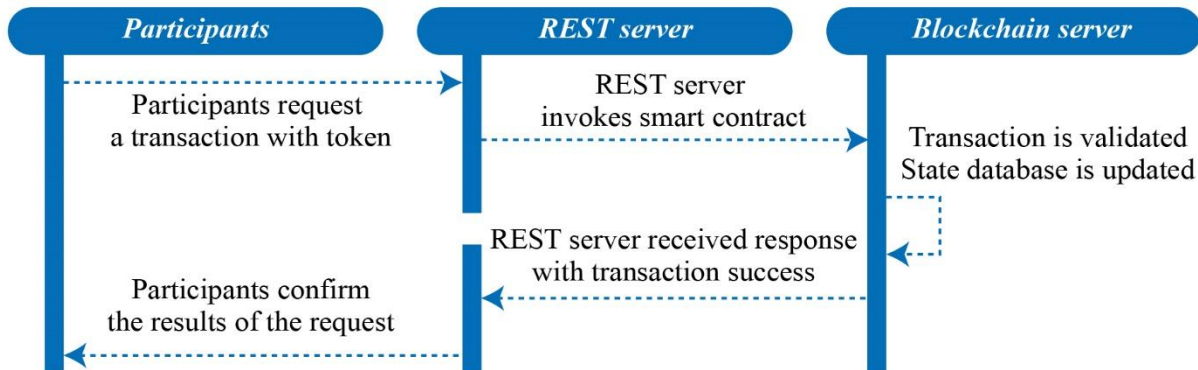 Participants
REST server
Blockchain server
Participants request
a transaction with token
REST server
invokes smart contract
Transaction is validated
State database is updated
REST server received response
with transaction success
Participants confirm
the results of the request